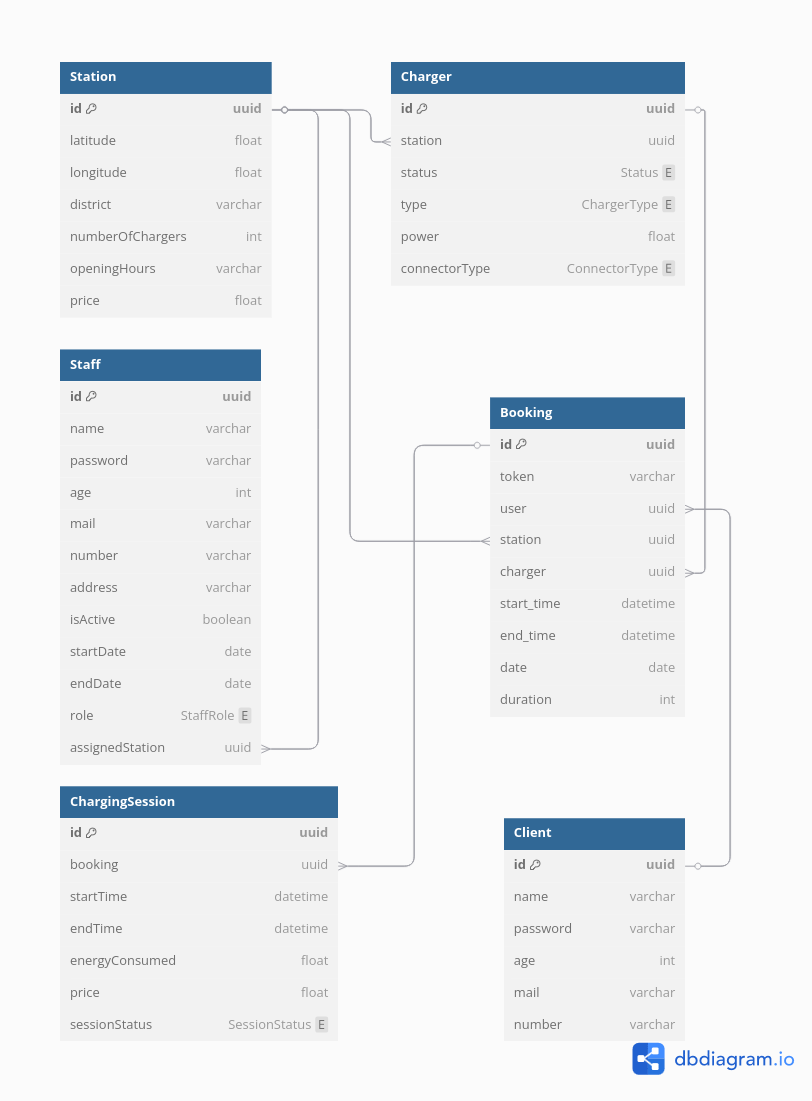 Station
id uuid
latitude float
longitude float
district varchar
numberOfChargers int
openingHours varchar
price float
Charger
id uuid
station uuid
status Status E
type ChargerType E
power float
connectorType ConnectorType E
Staff
id uuid
name varchar
password varchar
age int
mail varchar
number varchar
address varchar
isActive boolean
startDate date
endDate date
role StaffRole E
assignedStation uuid
Booking
id uuid
token varchar
user uuid
station uuid
charger uuid
start_time datetime
end_time datetime
date date
duration int
ChargingSession
id uuid
booking uuid
startTime datetime
endTime datetime
energyConsumed float
price float
sessionStatus SessionStatus E
Client
id uuid
name varchar
password varchar
age int
mail varchar
number varchar
dbdiagram.io